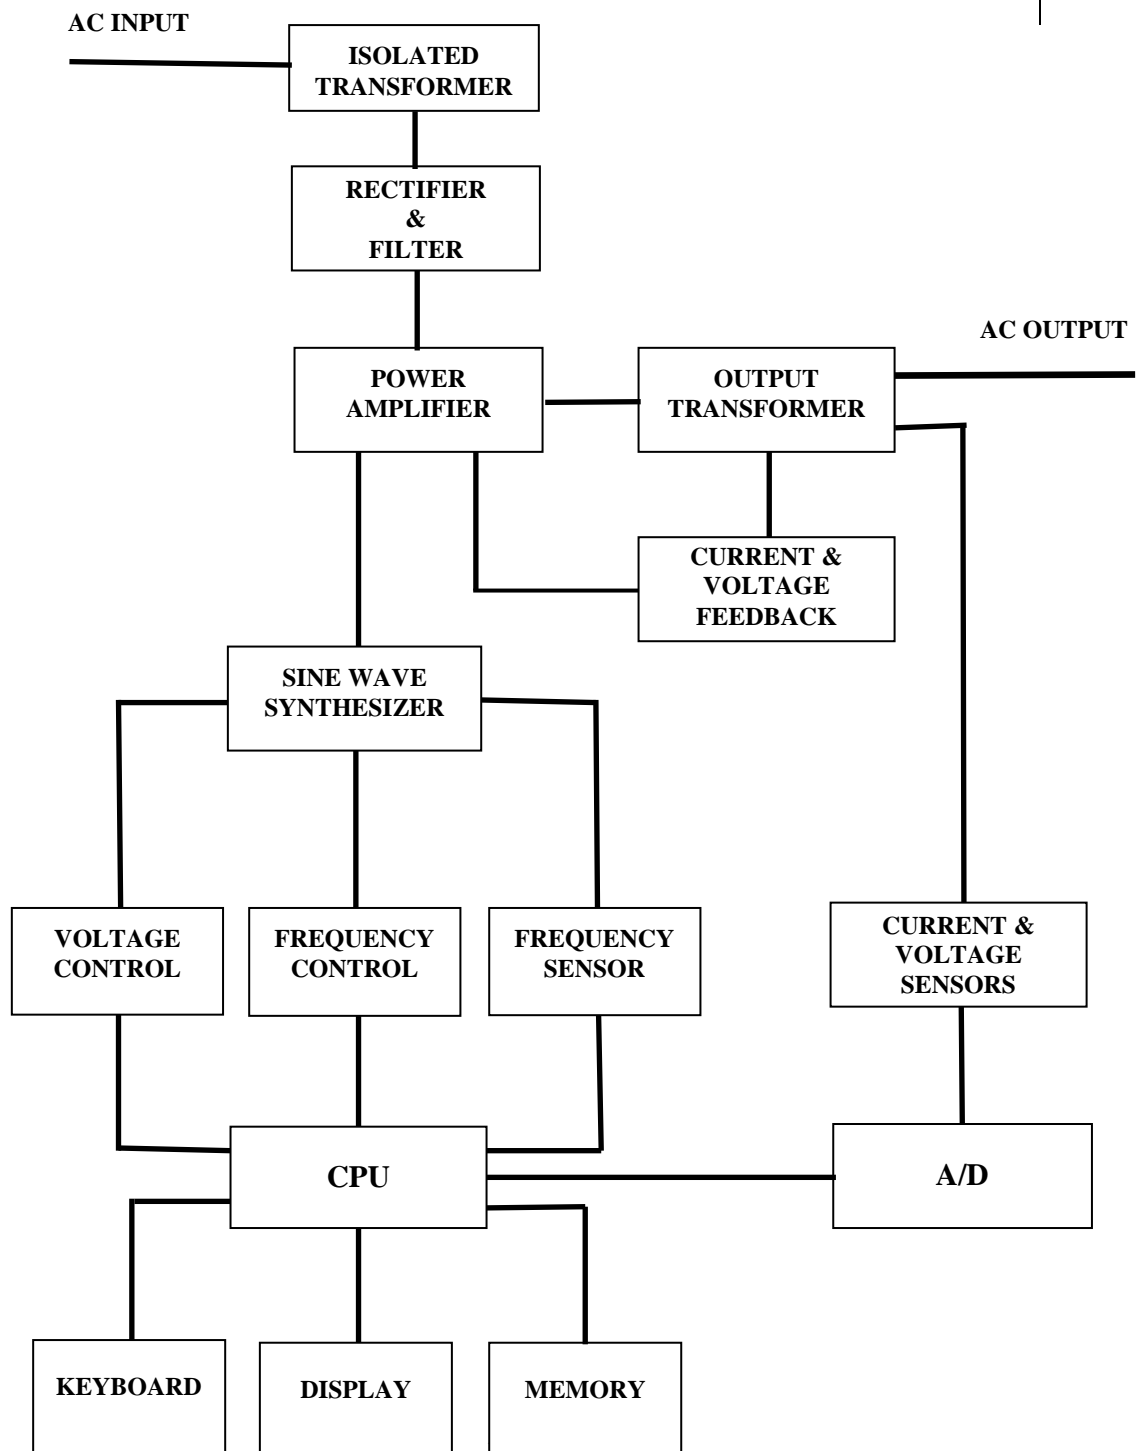 AC INPUT
ISOLATED
TRANSFORMER
RECTIFIER
&
FILTER
AC OUTPUT
POWER
AMPLIFIER
OUTPUT
TRANSFORMER
CURRENT &
VOLTAGE
FEEDBACK
SINE WAVE
SYNTHESIZER
VOLTAGE
CONTROL
FREQUENCY
CONTROL
FREQUENCY
SENSOR
CURRENT &
VOLTAGE
SENSORS
CPU
A/D
KEYBOARD
DISPLAY
MEMORY